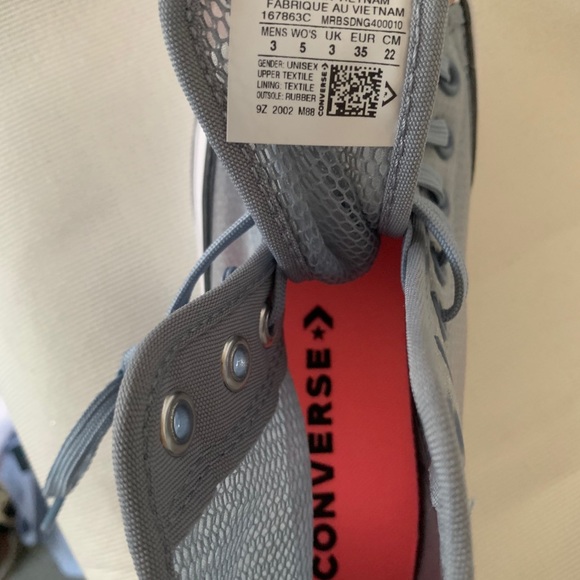 VIETNAM
FABRIQUE AU VIETNAM
167863C MRBSDNG400010
MENS WO'S UK EUR CM
3 5 3 35 22
GENDER: UNISEX
UPPER TEXTILE
LINING: TEXTILE
OUTSOLE: RUBBER
CONVERSE
9Z 2002 M88
CONVERSE